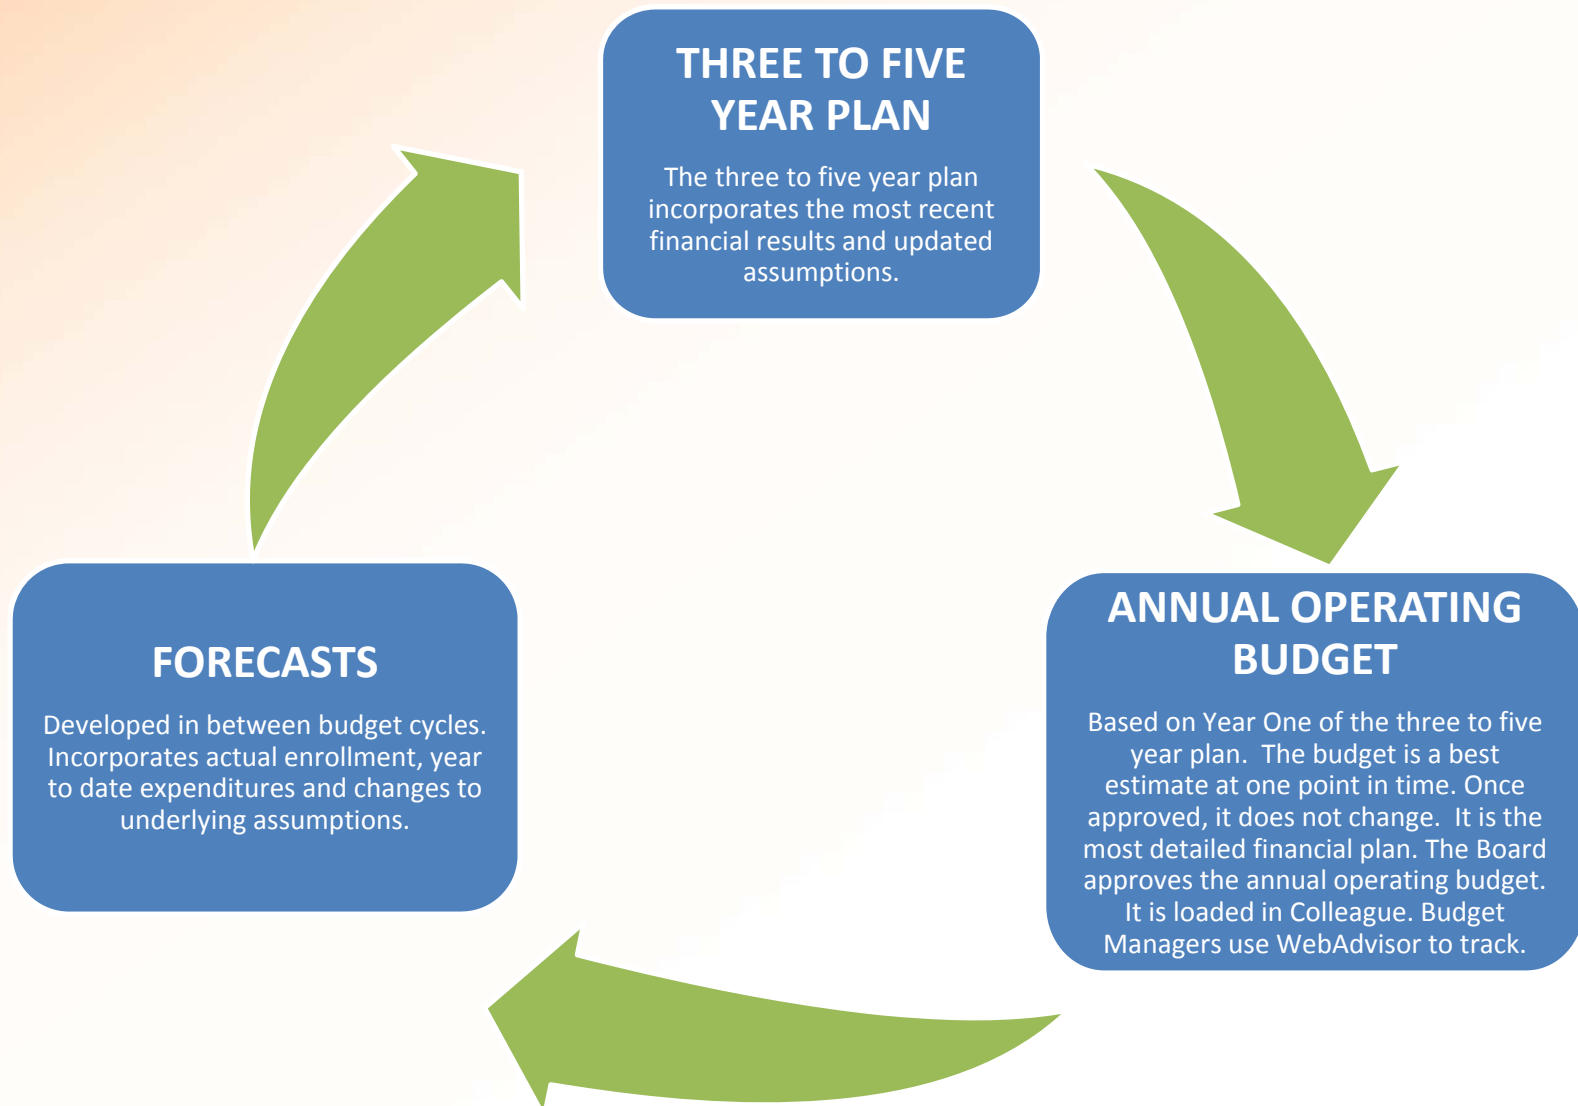 THREE TO FIVE
YEAR PLAN
The three to five year plan
incorporates the most recent
financial results and updated
assumptions.
FORECASTS
Developed in between budget cycles.
Incorporates actual enrollment, year
to date expenditures and changes to
underlying assumptions.
ANNUAL OPERATING
BUDGET
Based on Year One of the three to five
year plan.  The budget is a best
estimate at one point in time. Once
approved, it does not change.  It is the
most detailed financial plan. The Board
approves the annual operating budget.
It is loaded in Colleague. Budget
Managers use WebAdvisor to track.